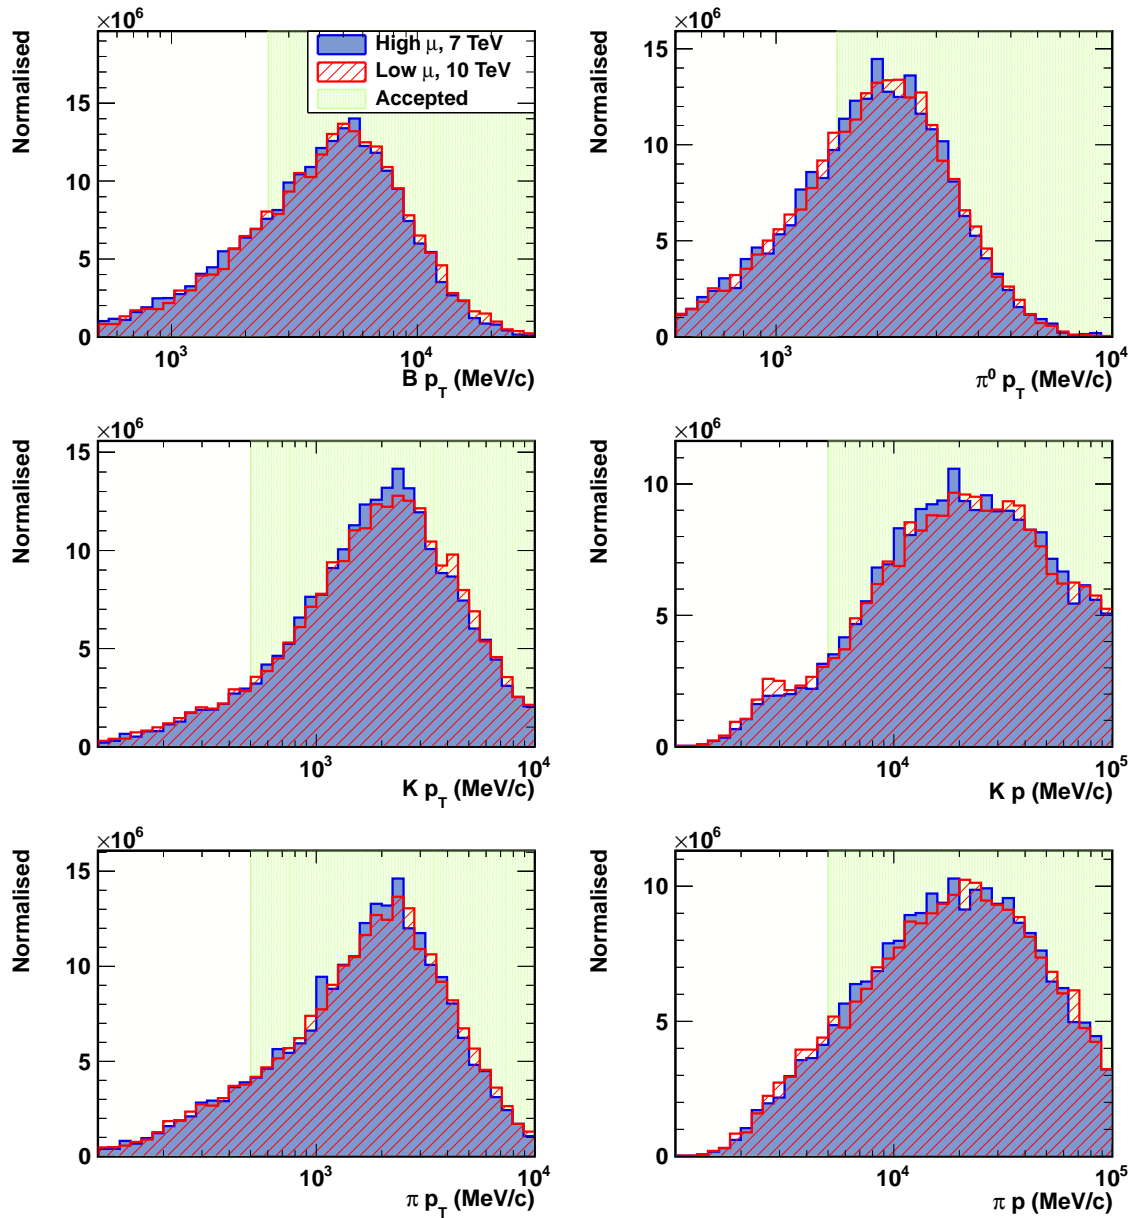 ×10⁶
Normalised
15
10
5
0
High μ, 7 TeV
Low μ, 10 TeV
Accepted
10³
10⁴
B p_T (MeV/c)
×10⁶
Normalised
15
10
5
0
10³
10⁴
π⁰ p_T (MeV/c)
×10⁶
Normalised
15
10
5
0
10³
10⁴
K p_T (MeV/c)
×10⁶
Normalised
10
5
0
10⁴
10⁵
K p (MeV/c)
×10⁶
Normalised
15
10
5
0
10³
10⁴
π p_T (MeV/c)
×10⁶
Normalised
10
5
0
10⁴
10⁵
π p (MeV/c)